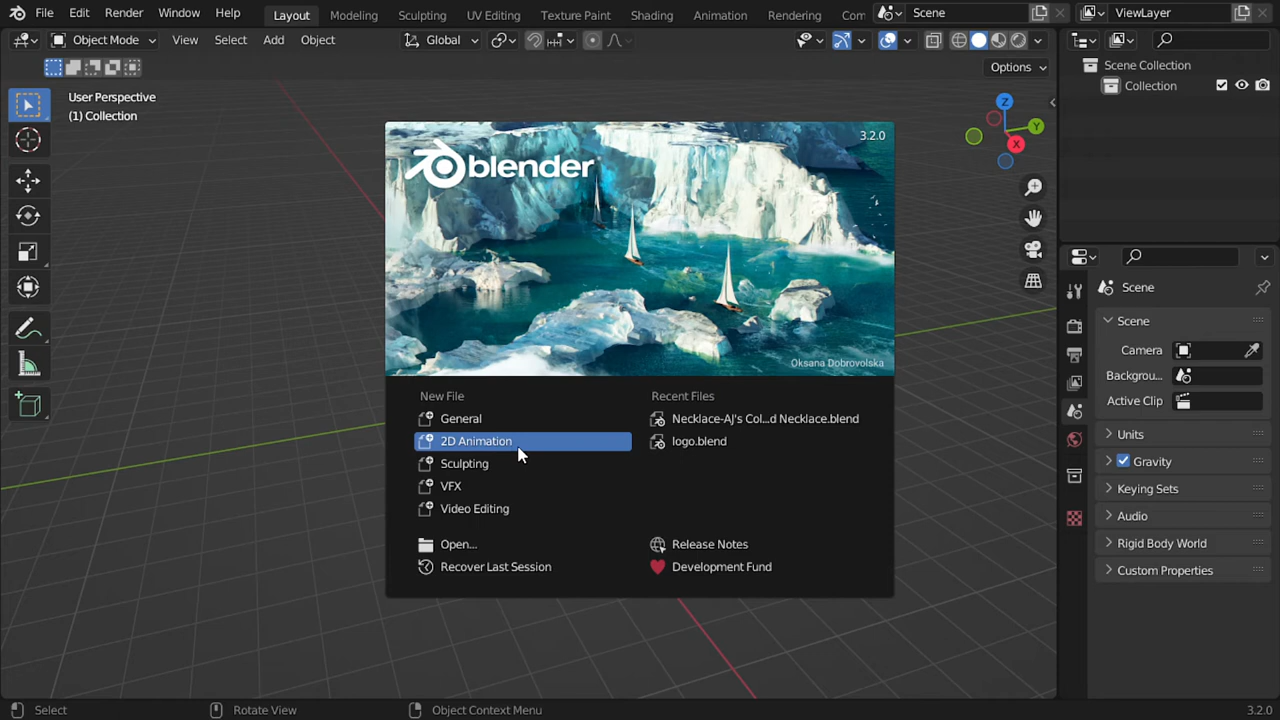 File Edit Render Window Help Layout Modeling Sculpting UV Editing Texture Paint Shading Animation Rendering Com Scene ViewLayer
Object Mode View Select Add Object Global
Options
User Perspective
(1) Collection
Z
Y
X
Scene Collection
Collection
Scene
Scene
Camera
Backgrou...
Active Clip
Units
Gravity
Keying Sets
Audio
Rigid Body World
Custom Properties
3.2.0
blender
Oksana Dobrovolska
New File
General
2D Animation
Sculpting
VFX
Video Editing
Open...
Recover Last Session
Recent Files
Necklace-AJ's Col...d Necklace.blend
logo.blend
Release Notes
Development Fund
Select Rotate View Object Context Menu 3.2.0